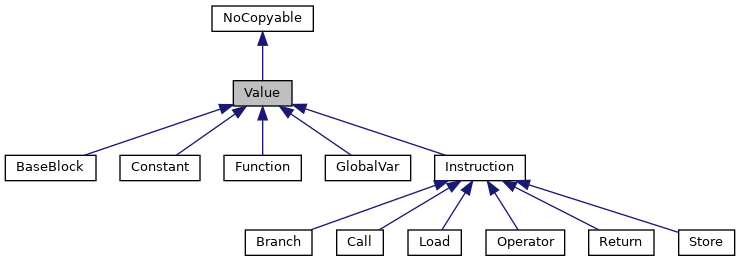 NoCopyable
Value
BaseBlock
Constant
Function
GlobalVar
Instruction
Branch
Call
Load
Operator
Return
Store